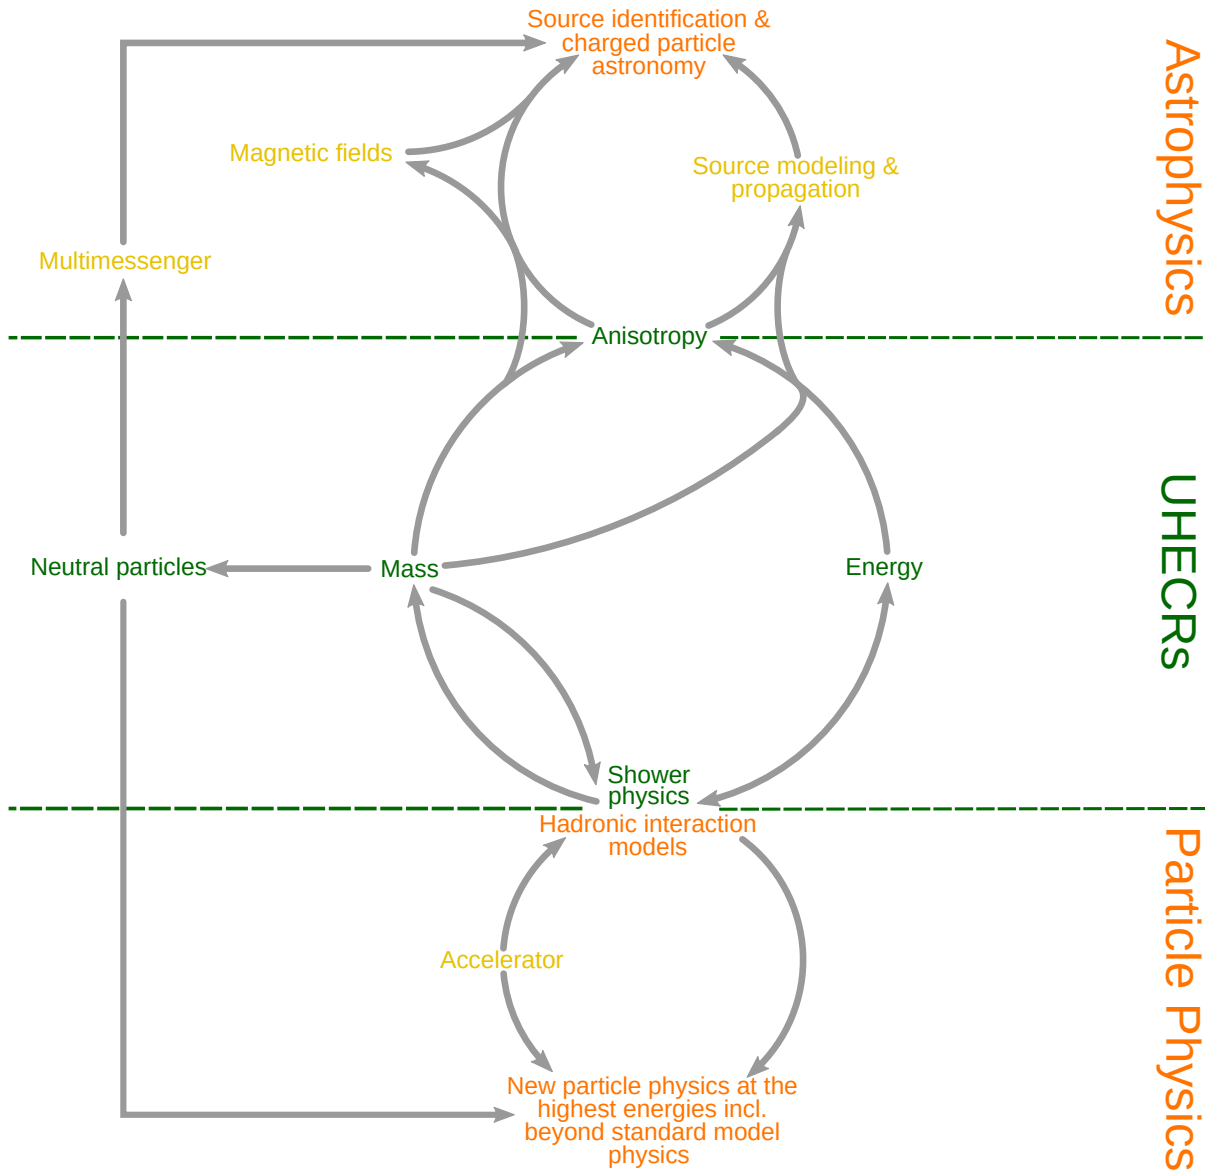 Source identification &
charged particle
astronomy
Astrophysics
Magnetic fields
Source modeling &
propagation
Multimessenger
Anisotropy
UHECRs
Neutral particles
Mass
Energy
Shower
physics
Hadronic interaction
models
Particle Physics
Accelerator
New particle physics at the
highest energies incl.
beyond standard model
physics